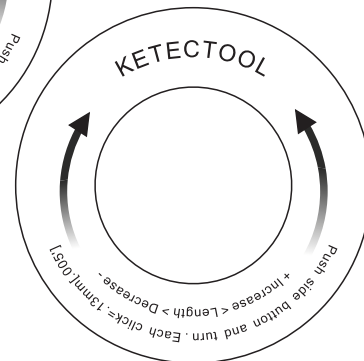 Push
KETECTOOL
+ Increase < Length > Decrease -
Push side button and turn . Each click=.13mm[.005']